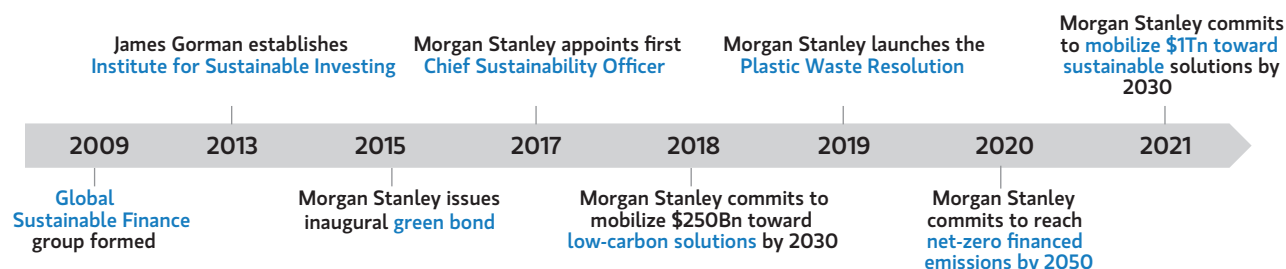 James Gorman establishes
Institute for Sustainable Investing
Morgan Stanley appoints first
Chief Sustainability Officer
Morgan Stanley launches the
Plastic Waste Resolution
Morgan Stanley commits
to mobilize $1Tn toward
sustainable solutions by
2030
2009 2013 2015 2017 2018 2019 2020 2021
Global
Sustainable Finance
group formed
Morgan Stanley issues
inaugural green bond
Morgan Stanley commits to
mobilize $250Bn toward
low-carbon solutions by 2030
Morgan Stanley
commits to reach
net-zero financed
emissions by 2050